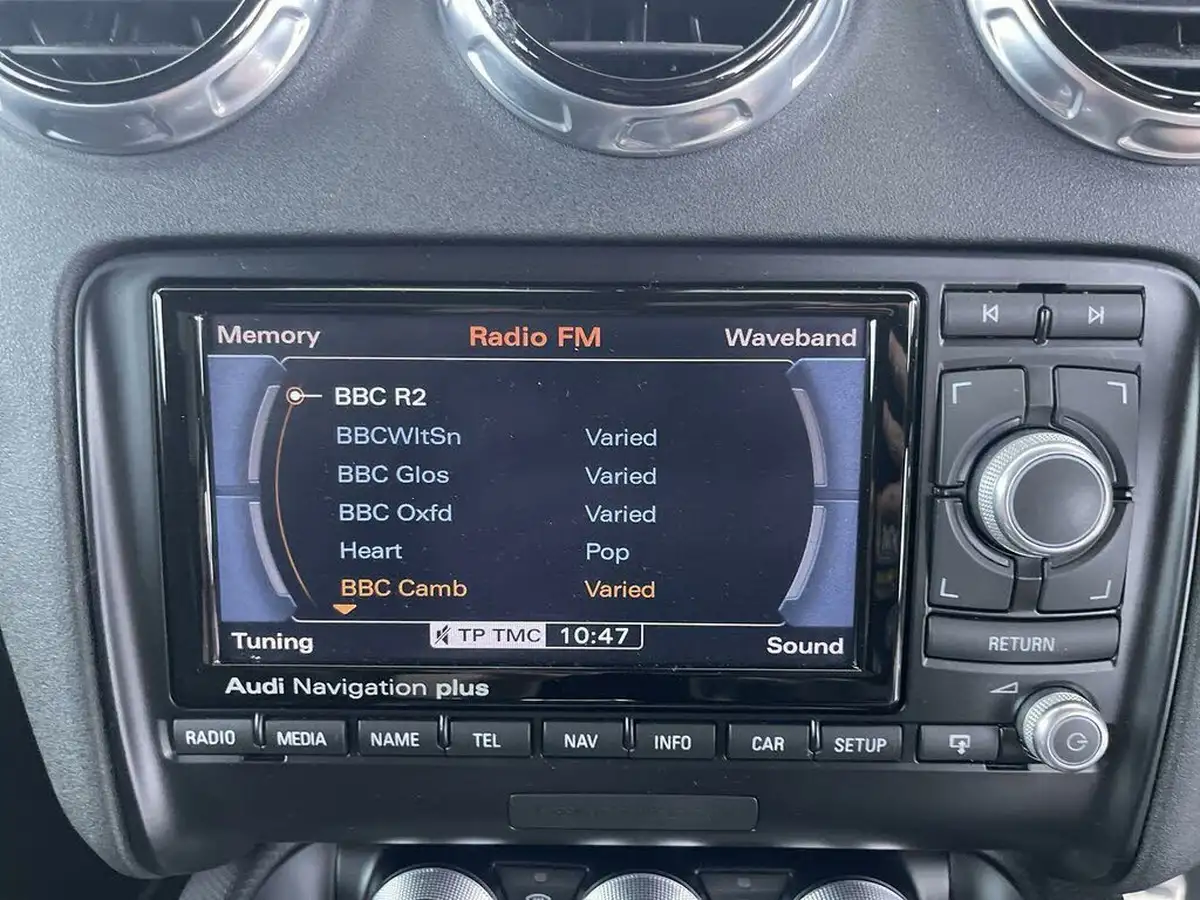 Memory Radio FM Waveband
BBC R2
BBCWltSn Varied
BBC Glos Varied
BBC Oxfd Varied
Heart Pop
BBC Camb Varied
Tuning TP TMC 10:47 Sound
Audi Navigation plus
RETURN
RADIO MEDIA NAME TEL NAV INFO CAR SETUP